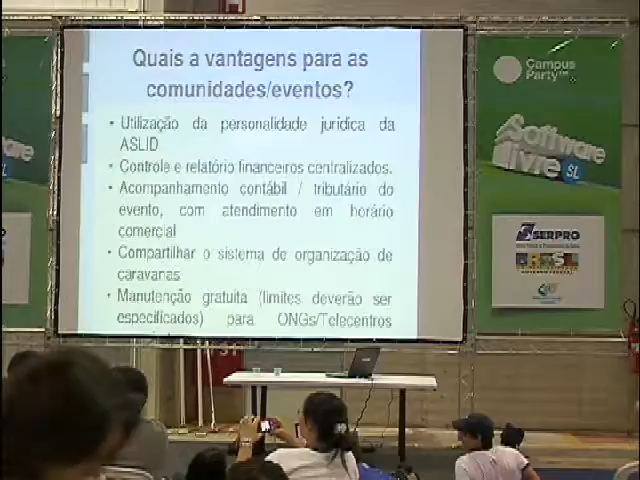 Quais a vantagens para as
comunidades/eventos?
• Utilização da personalidade jurídica da
ASLID
• Controle e relatório financeiros centralizados.
• Acompanhamento contábil / tributário do
evento, com atendimento em horário
comercial
• Compartilhar o sistema de organização de
caravanas
• Manutenção gratuita (limites deverão ser
especificados) para ONGs/Telecentros
Campus
Party™
Software
livre SL
SERPRO
BRASIL